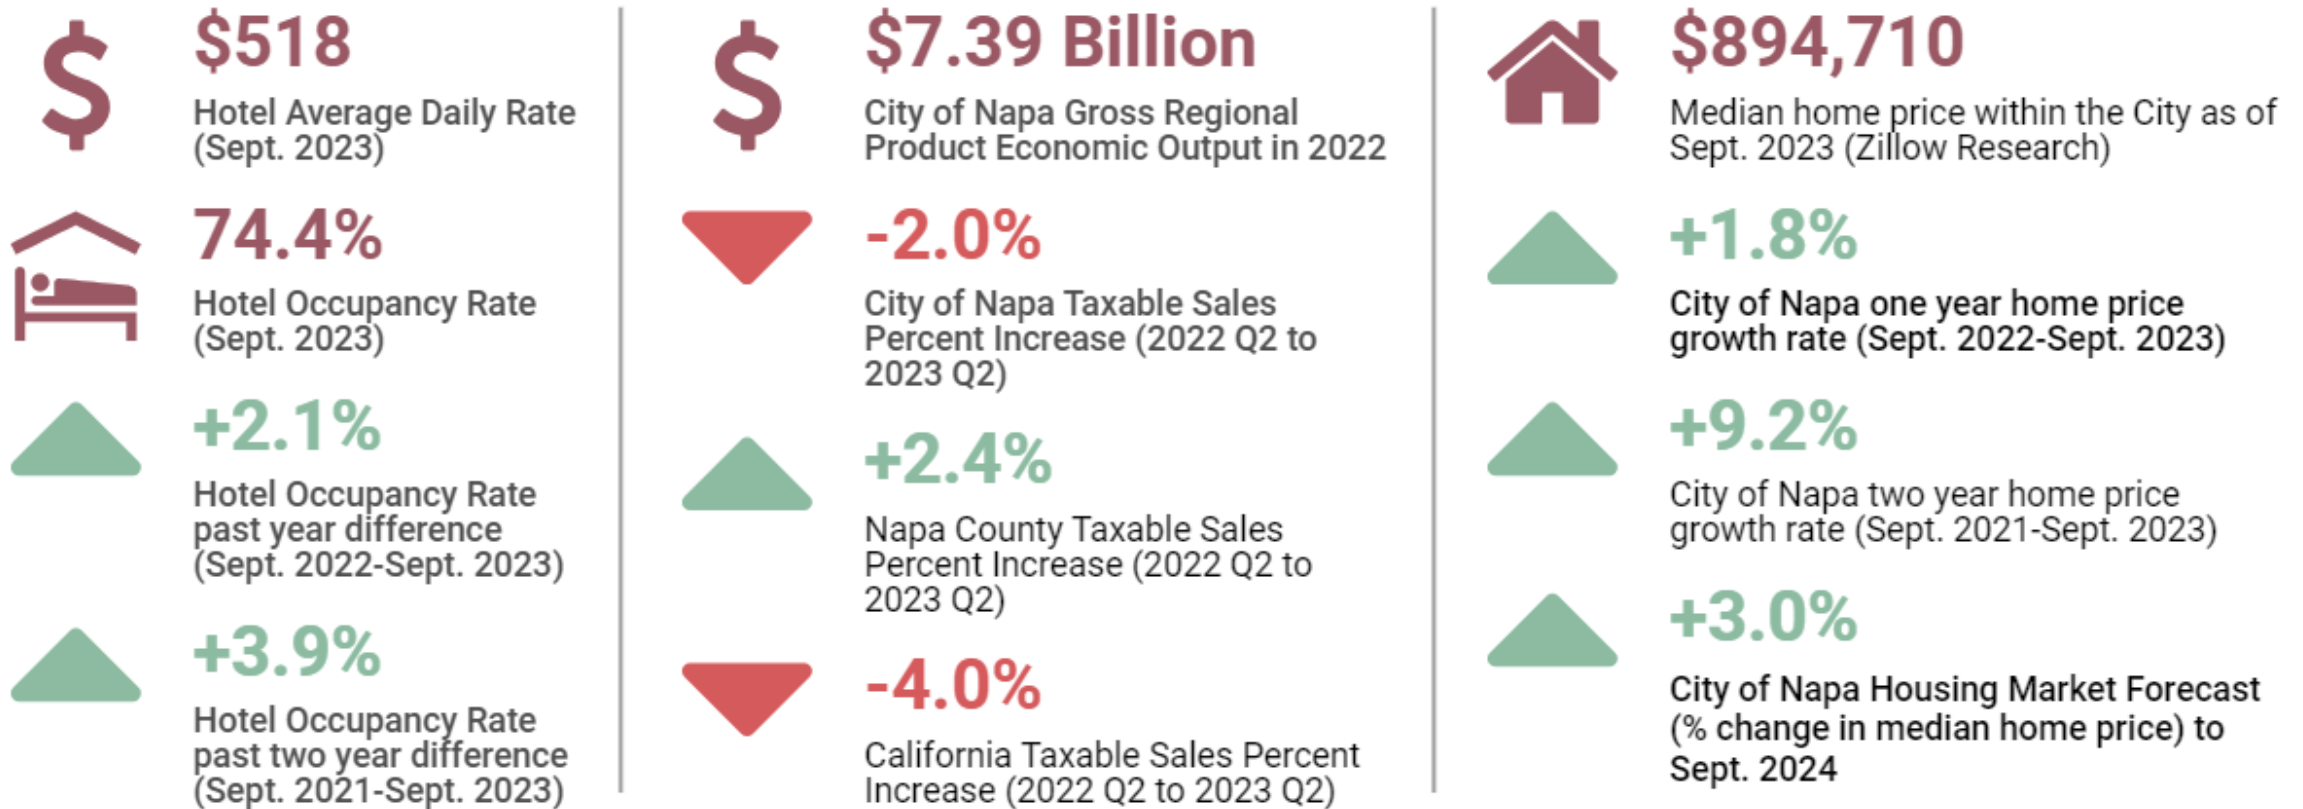 $518
Hotel Average Daily Rate
(Sept. 2023)
74.4%
Hotel Occupancy Rate
(Sept. 2023)
+2.1%
Hotel Occupancy Rate
past year difference
(Sept. 2022-Sept. 2023)
+3.9%
Hotel Occupancy Rate
past two year difference
(Sept. 2021-Sept. 2023)
$7.39 Billion
City of Napa Gross Regional
Product Economic Output in 2022
-2.0%
City of Napa Taxable Sales
Percent Increase (2022 Q2 to
2023 Q2)
+2.4%
Napa County Taxable Sales
Percent Increase (2022 Q2 to
2023 Q2)
-4.0%
California Taxable Sales Percent
Increase (2022 Q2 to 2023 Q2)
$894,710
Median home price within the City as of
Sept. 2023 (Zillow Research)
+1.8%
City of Napa one year home price
growth rate (Sept. 2022-Sept. 2023)
+9.2%
City of Napa two year home price
growth rate (Sept. 2021-Sept. 2023)
+3.0%
City of Napa Housing Market Forecast
(% change in median home price) to
Sept. 2024